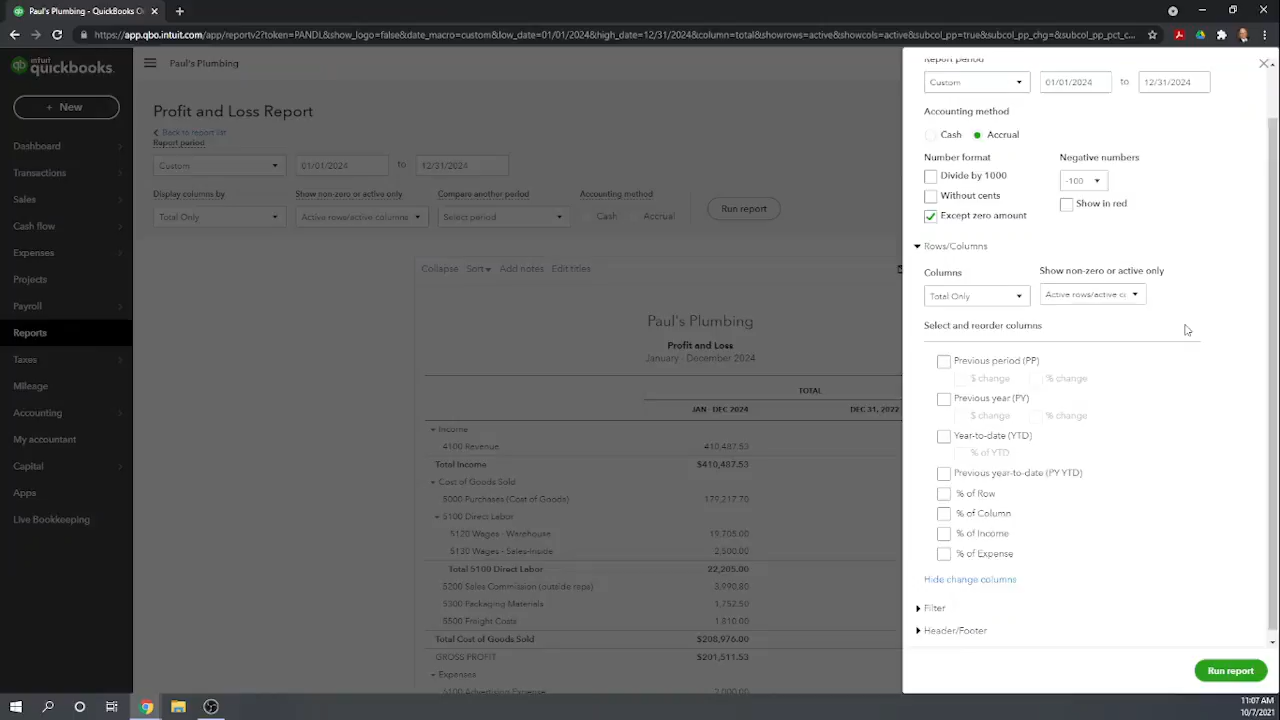 Paul's Plumbing - QuickBooks O
https://app.qbo.intuit.com/app/reportv2?token=PANDL&show_logo=false&date_macro=custom&low_date=01/01/2024&high_date=12/31/2024&column=total&showrows=active&showcols=active&subcol_pp=true&subcol_pp_chg=&subcol_pp_pct_c...
intuit
quickbooks.
Paul's Plumbing
+ New
Dashboard
Transactions
Sales
Cash flow
Expenses
Projects
Payroll
Reports
Taxes
Mileage
Accounting
My accountant
Capital
Apps
Live Bookkeeping
Profit and Loss Report
Back to report list
Report period
Custom 01/01/2024 to 12/31/2024
Display columns by Show non-zero or active only Compare another period Accounting method
Total Only Active rows/active columns Select period Cash Accrual Run report
Collapse Sort Add notes Edit titles
Paul's Plumbing
Profit and Loss
January - December 2024
TOTAL
JAN - DEC 2024 DEC 31, 2022
Income
4100 Revenue 410,487.53
Total Income $410,487.53
Cost of Goods Sold
5000 Purchases (Cost of Goods) 179,217.70
5100 Direct Labor
5120 Wages - Warehouse 19,705.00
5130 Wages - Sales-Inside 2,500.00
Total 5100 Direct Labor 22,205.00
5200 Sales Commission (outside reps) 3,990.80
5300 Packaging Materials 1,752.50
5500 Freight Costs 1,810.00
Total Cost of Goods Sold $208,976.00
GROSS PROFIT $201,511.53
Expenses
6100 Advertising Expense 2,000.00
Report period
Custom 01/01/2024 to 12/31/2024
Accounting method
Cash Accrual
Number format Negative numbers
Divide by 1000 -100
Without cents Show in red
Except zero amount
Rows/Columns
Columns Show non-zero or active only
Total Only Active rows/active c
Select and reorder columns
Previous period (PP)
$ change % change
Previous year (PY)
$ change % change
Year-to-date (YTD)
% of YTD
Previous year-to-date (PY YTD)
% of Row
% of Column
% of Income
% of Expense
Hide change columns
Filter
Header/Footer
Run report
11:07 AM
10/7/2021